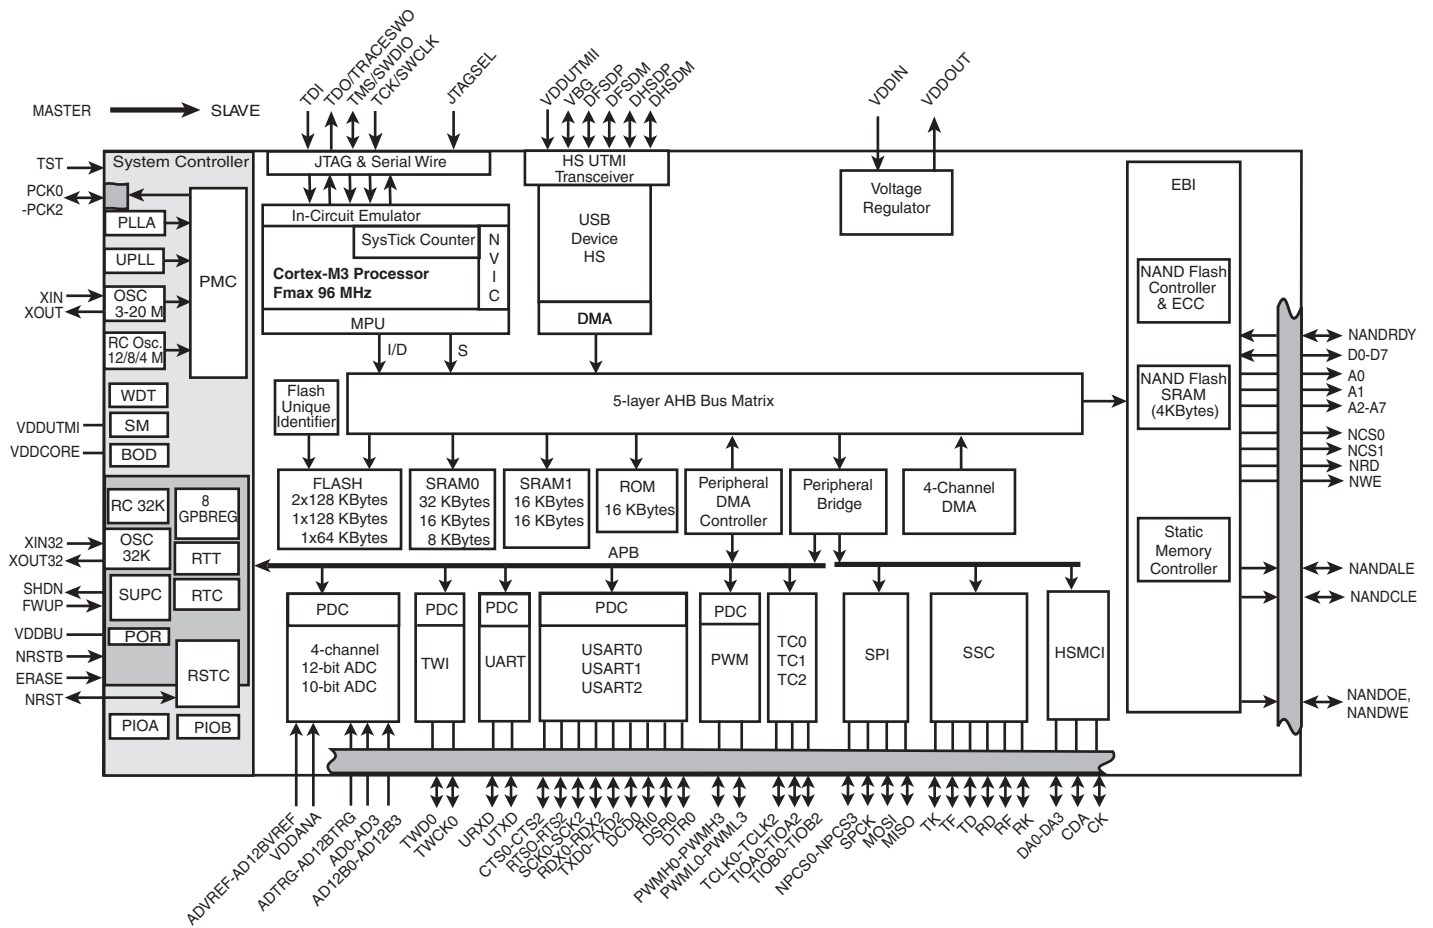 TDI
TDO/TRACESWO
TMS/SWDIO
TCK/SWCLK
JTAGSEL
VDDUTMII
VBG
DFSDP
DFSDM
DHSDP
DHSDM
VDDIN
VDDOUT
MASTER
SLAVE
TST
PCK0
-PCK2
XIN
XOUT
VDDUTMI
VDDCORE
XIN32
XOUT32
SHDN
FWUP
VDDBU
NRSTB
ERASE
NRST
System Controller
PLLA
UPLL
OSC
3-20 M
RC Osc.
12/8/4 M
PMC
WDT
SM
BOD
RC 32K
8
GPBREG
OSC
32K
RTT
SUPC
RTC
POR
RSTC
PIOA
PIOB
JTAG & Serial Wire
In-Circuit Emulator
SysTick Counter
N
V
I
C
Cortex-M3 Processor
Fmax 96 MHz
MPU
I/D
S
HS UTMI
Transceiver
USB
Device
HS
DMA
Voltage
Regulator
EBI
NAND Flash
Controller
& ECC
NAND Flash
SRAM
(4KBytes)
Static
Memory
Controller
NANDRDY
D0-D7
A0
A1
A2-A7
NCS0
NCS1
NRD
NWE
NANDALE
NANDCLE
NANDOE,
NANDWE
Flash
Unique
Identifier
5-layer AHB Bus Matrix
FLASH
2x128 KBytes
1x128 KBytes
1x64 KBytes
SRAM0
32 KBytes
16 KBytes
8 KBytes
SRAM1
16 KBytes
16 KBytes
ROM
16 KBytes
Peripheral
DMA
Controller
Peripheral
Bridge
4-Channel
DMA
APB
PDC
4-channel
12-bit ADC
10-bit ADC
PDC
TWI
PDC
UART
PDC
USART0
USART1
USART2
PDC
PWM
TC0
TC1
TC2
SPI
SSC
HSMCI
ADVREF-AD12BVREF
VDDANA
ADTRG-AD12BTRG
AD0-AD3
AD12B0-AD12B3
TWD0
TWCK0
URXD
UTXD
CTS0-CTS2
RTS0-RTS2
SCK0-SCK2
RDX0-RDX2
TXD0-TXD2
DCD0
RI0
DSR0
DTR0
PWMH0-PWMH3
PWML0-PWML3
TCLK0-TCLK2
TIOA0-TIOA2
TIOB0-TIOB2
NPCS0-NPCS3
SPCK
MOSI
MISO
TK
TF
TD
RD
RF
RK
DA0-DA3
CDA
CK